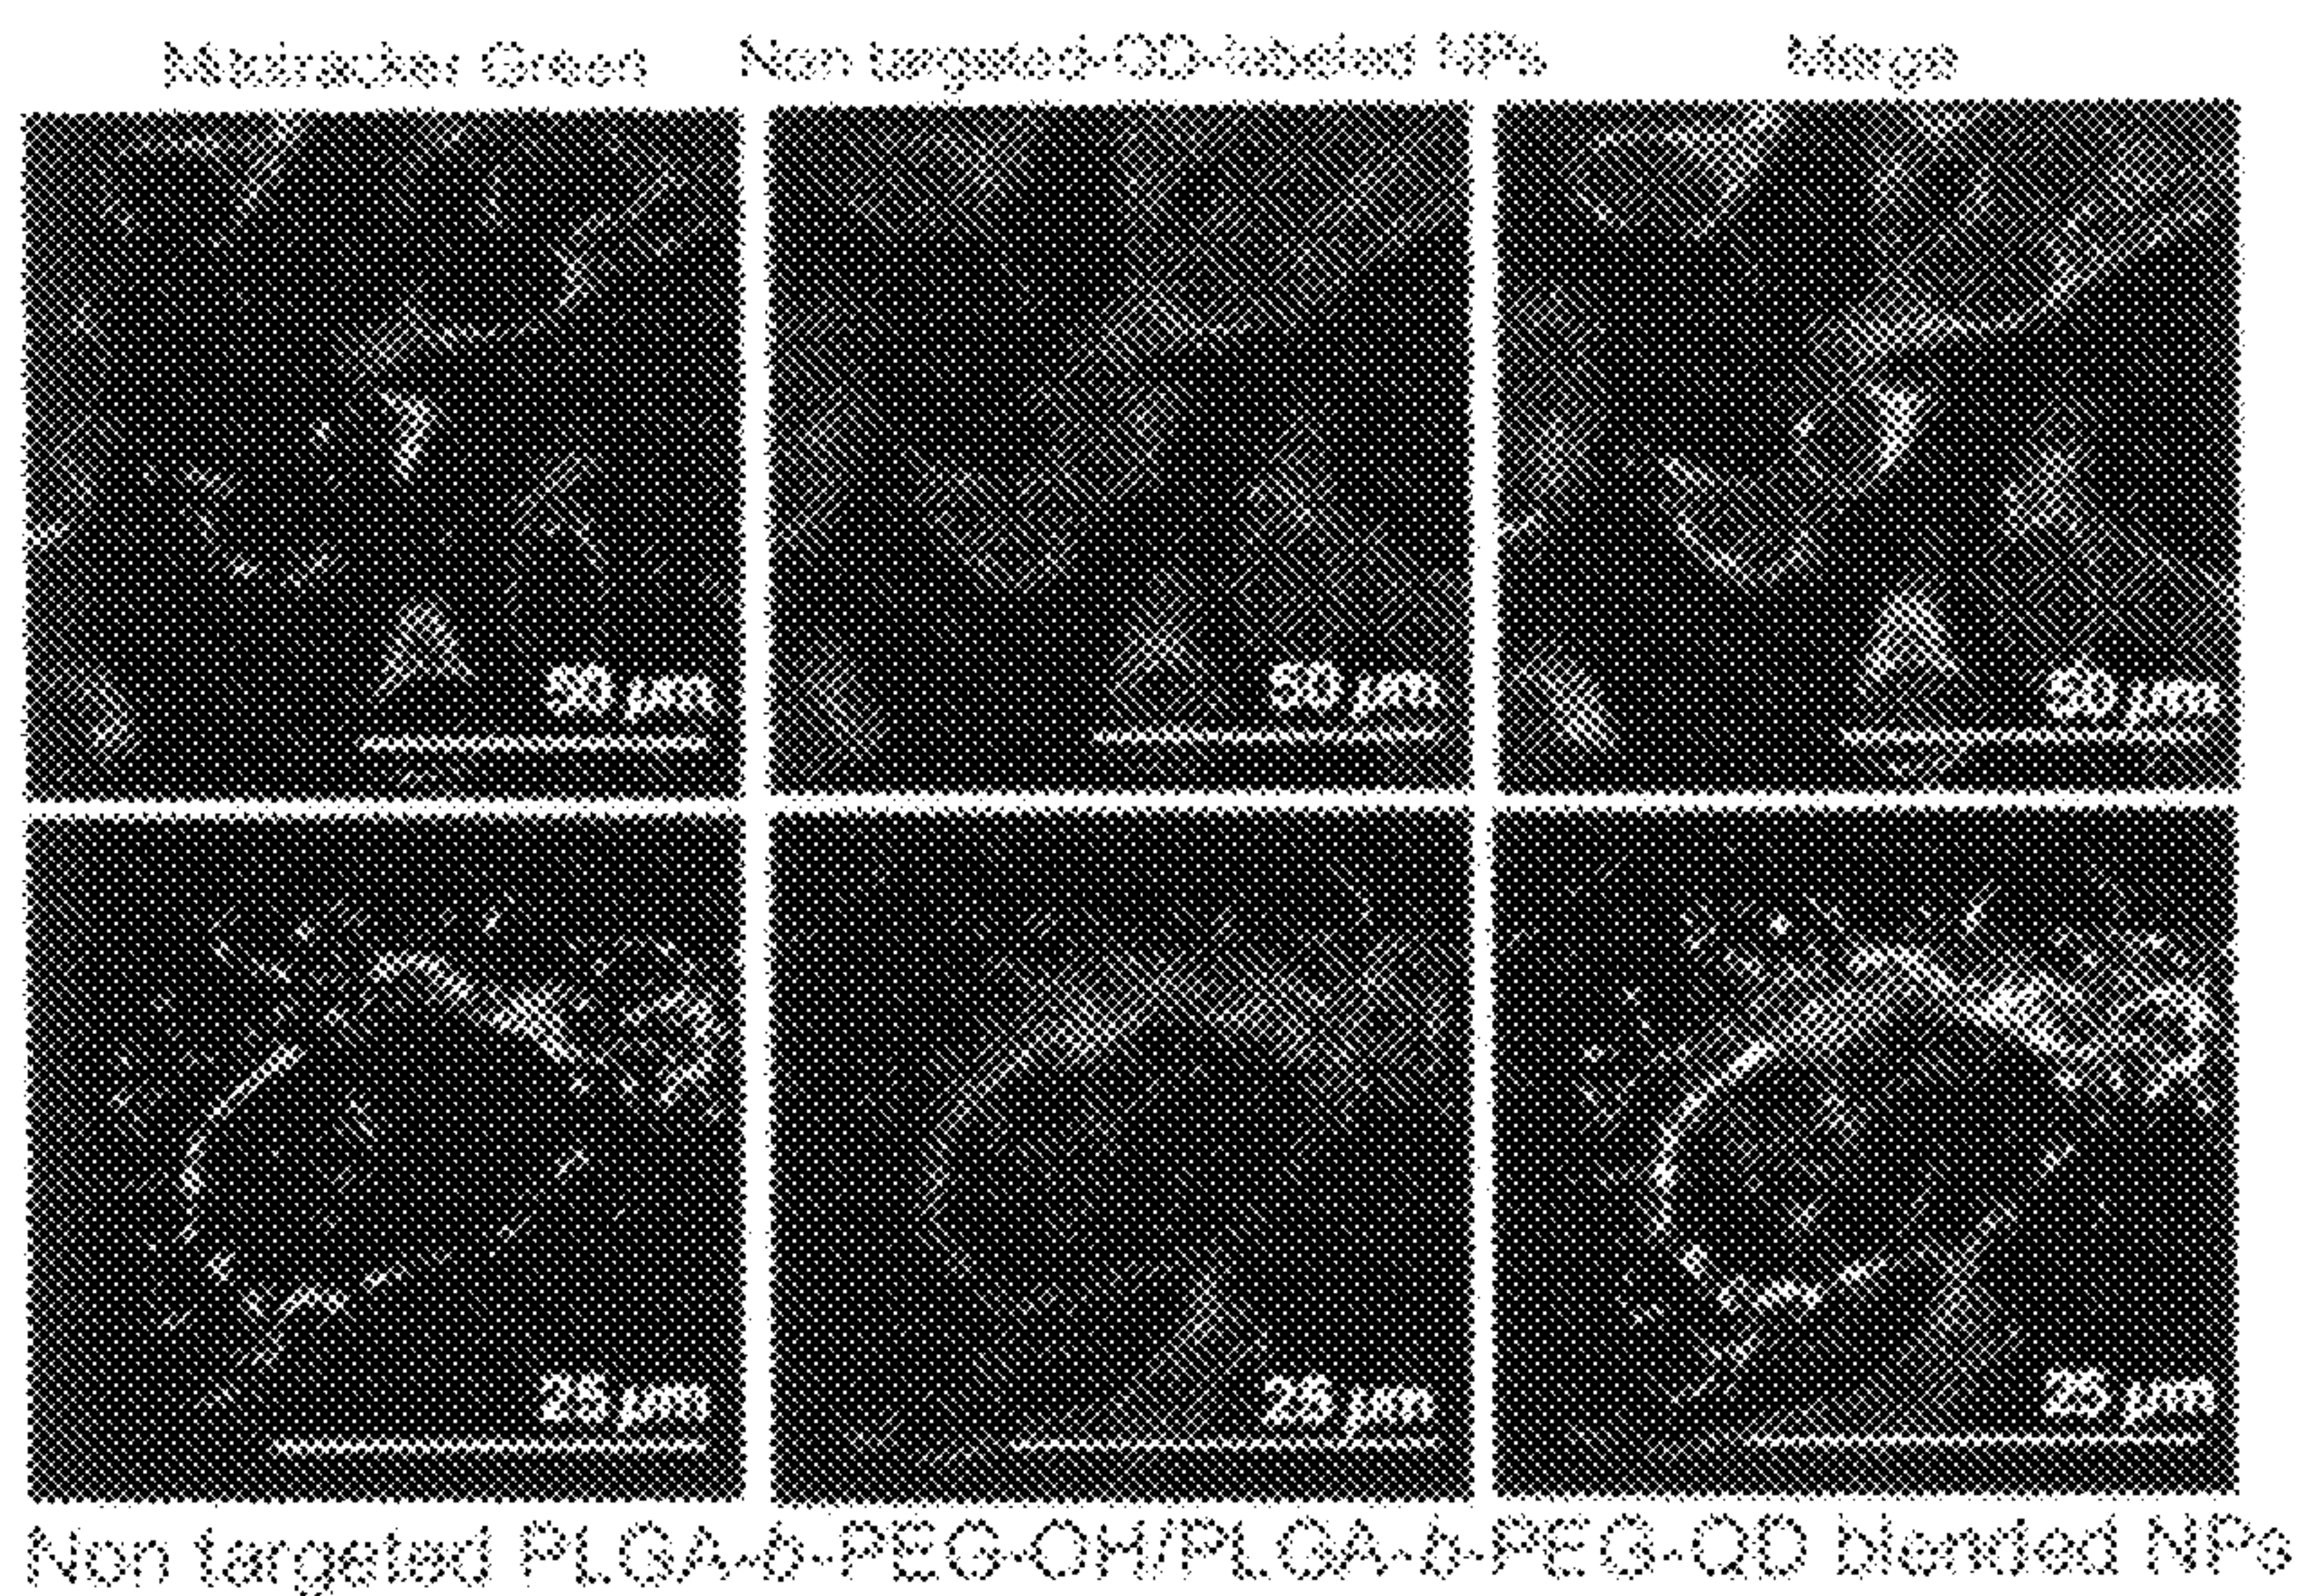 Mitotracker Green
Non targeted-QD-labeled NPs
Merge
50 µm
50 µm
50 µm
25 µm
25 µm
25 µm
Non targeted PLGA-b-PEG-OH/PLGA-b-PEG-QD blended NPs